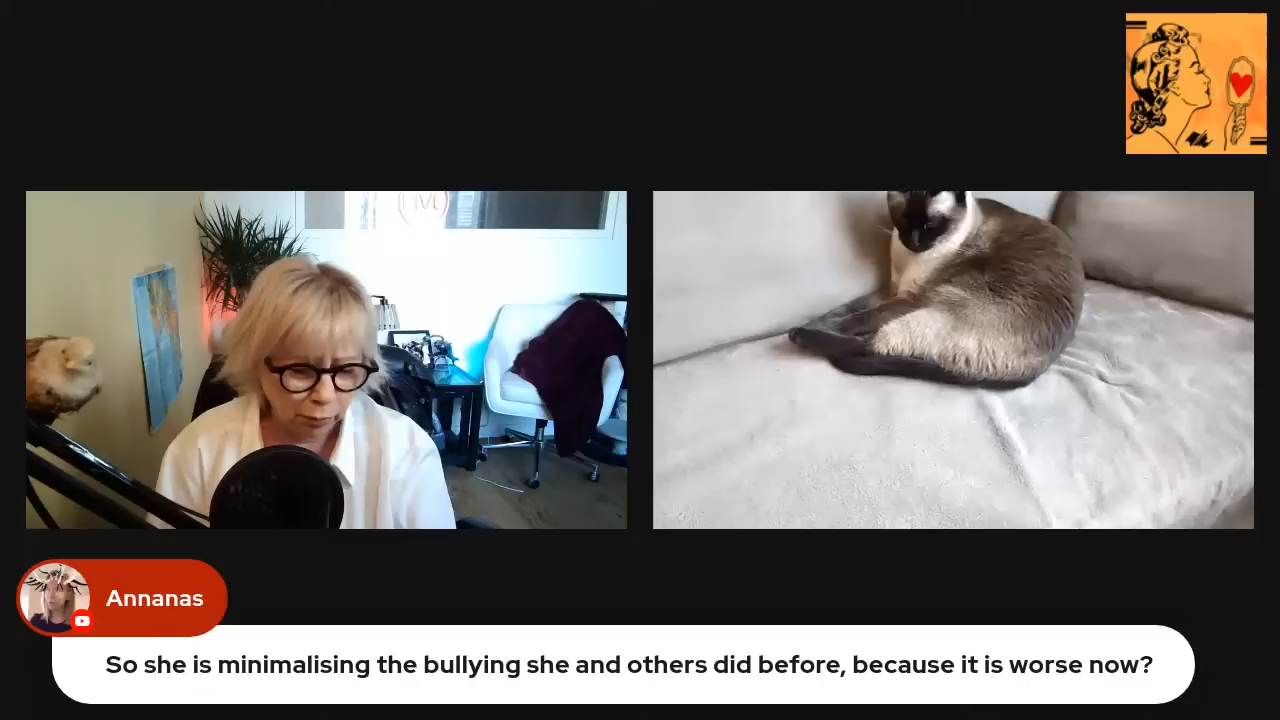 Annanas
So she is minimalising the bullying she and others did before, because it is worse now?